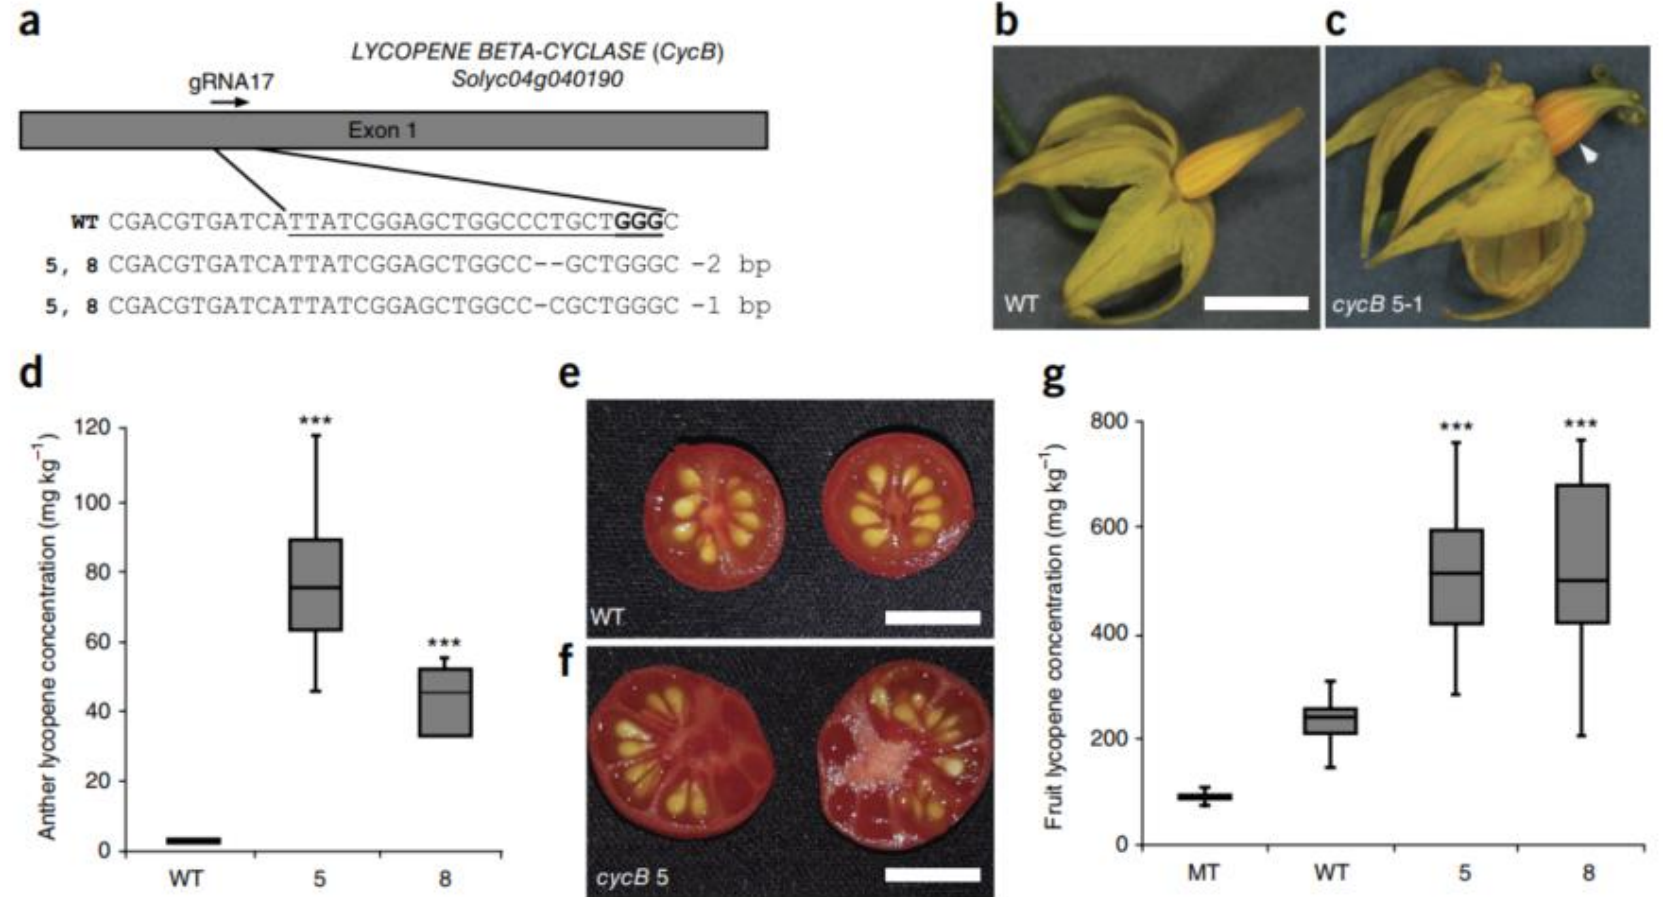 a
LYCOPENE BETA-CYCLASE (CycB)
Solyc04g040190
gRNA17
Exon 1
WT CGACGTGATCATTATCGGAGCTGGCCCTGCTGGGC
5, 8 CGACGTGATCATTATCGGAGCTGGCC--GCTGGGC -2 bp
5, 8 CGACGTGATCATTATCGGAGCTGGCC-CGCTGGGC -1 bp
b
WT
c
cycB 5-1
d
Anther lycopene concentration (mg kg⁻¹)
120
100
80
60
40
20
0
***
***
WT 5 8
e
WT
f
cycB 5
g
Fruit lycopene concentration (mg kg⁻¹)
800
600
400
200
0
*** ***
MT WT 5 8